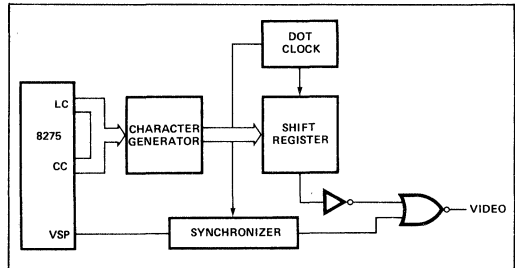 DOT
CLOCK
LC
8275
CC
CHARACTER
GENERATOR
SHIFT
REGISTER
VIDEO
VSP
SYNCHRONIZER